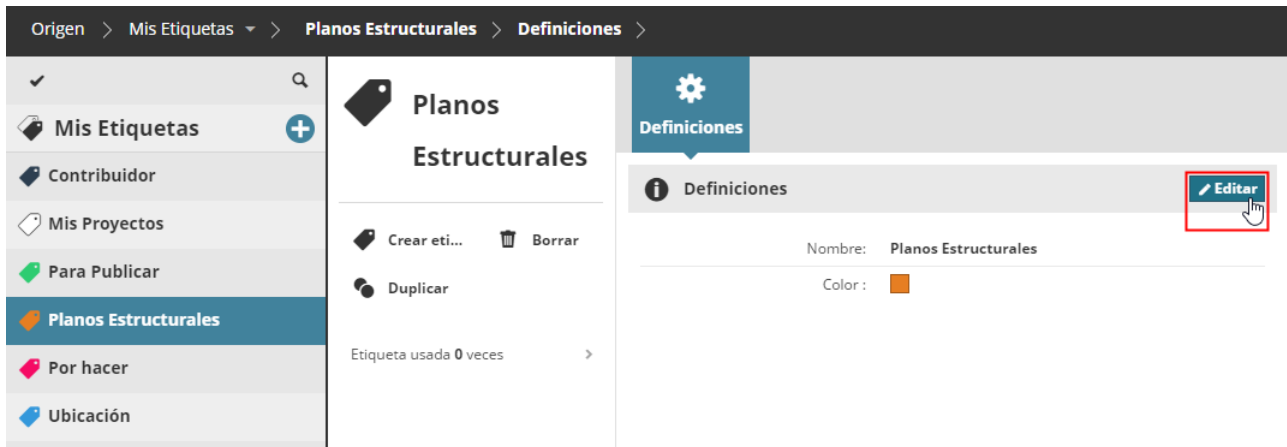 Origen > Mis Etiquetas > Planos Estructurales > Definiciones >
Mis Etiquetas
Contribuidor
Mis Proyectos
Para Publicar
Planos Estructurales
Por hacer
Ubicación
Planos
Estructurales
Crear eti... Borrar
Duplicar
Etiqueta usada 0 veces >
Definiciones
Definiciones
Editar
Nombre: Planos Estructurales
Color :